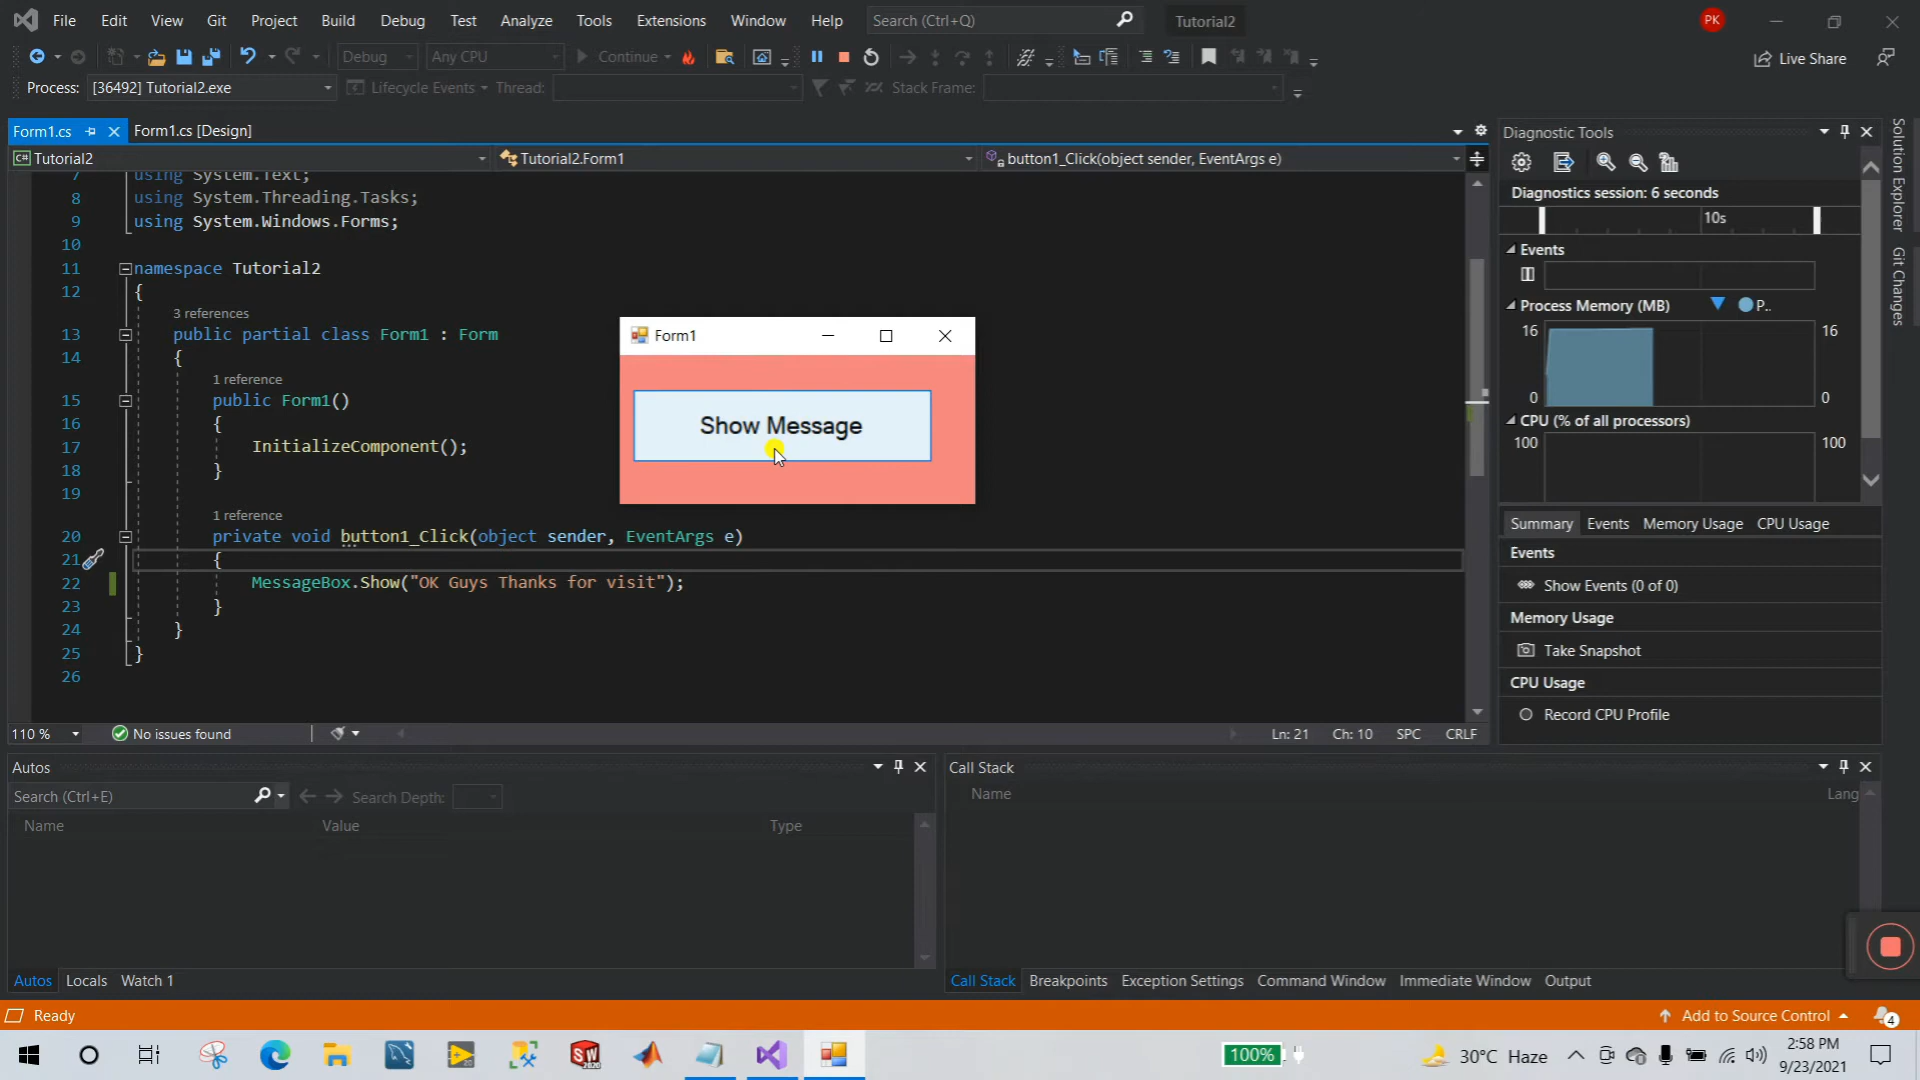 File Edit View Git Project Build Debug Test Analyze Tools Extensions Window Help Search (Ctrl+Q) Tutorial2 PK
Debug Any CPU Continue Live Share
Process: [36492] Tutorial2.exe Lifecycle Events Thread: Stack Frame:
Form1.cs Form1.cs [Design]
C# Tutorial2 Tutorial2.Form1 button1_Click(object sender, EventArgs e)
7 using System.Text;
8 using System.Threading.Tasks;
9 using System.Windows.Forms;
10
11 namespace Tutorial2
12 {
3 references
13 public partial class Form1 : Form
14 {
1 reference
15 public Form1()
16 {
17 InitializeComponent();
18 }
19
1 reference
20 private void button1_Click(object sender, EventArgs e)
21 {
22 MessageBox.Show("OK Guys Thanks for visit");
23 }
24 }
25 }
26
Form1
Show Message
110 % No issues found Ln: 21 Ch: 10 SPC CRLF
Diagnostic Tools
Diagnostics session: 6 seconds
10s
Events
Process Memory (MB) P..
16 16
0 0
CPU (% of all processors)
100 100
Summary Events Memory Usage CPU Usage
Events
Show Events (0 of 0)
Memory Usage
Take Snapshot
CPU Usage
Record CPU Profile
Solution Explorer
Git Changes
Autos
Search (Ctrl+E) Search Depth:
Name Value Type
Autos Locals Watch 1
Call Stack
Name Lang
Call Stack Breakpoints Exception Settings Command Window Immediate Window Output
Ready Add to Source Control 4
SW
100% 30°C Haze 2:58 PM
9/23/2021